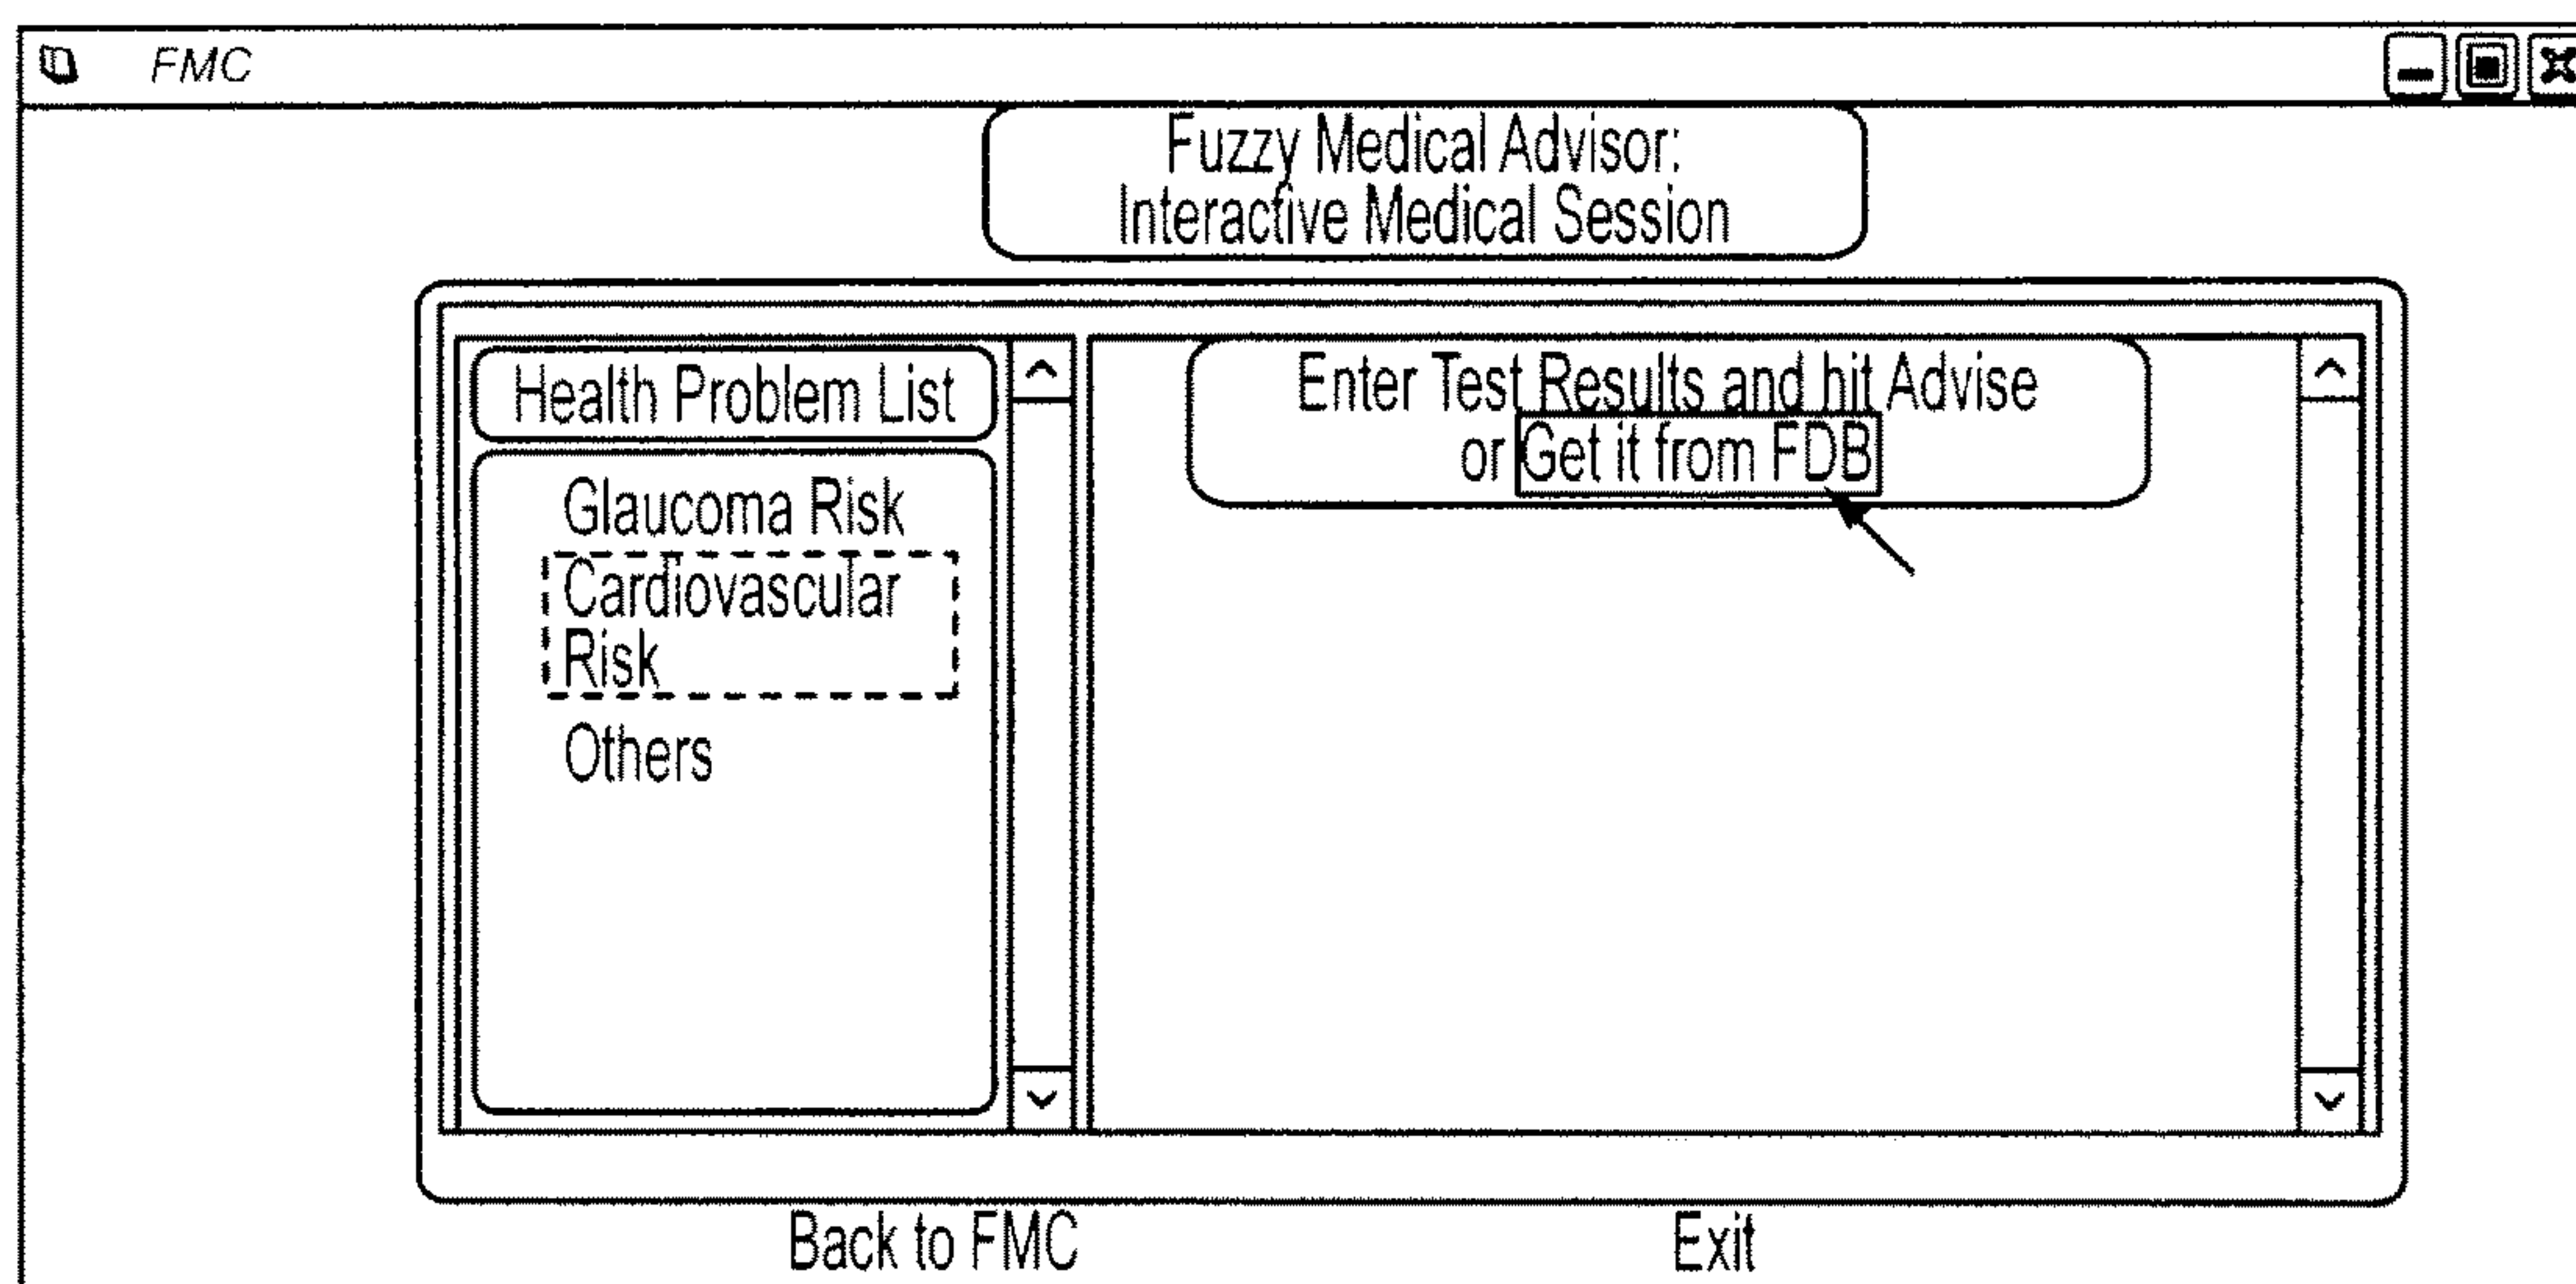 FMC
Fuzzy Medical Advisor:
Interactive Medical Session
Health Problem List
Glaucoma Risk
Cardiovascular
Risk
Others
Enter Test Results and hit Advise
or Get it from FDB
Back to FMC
Exit